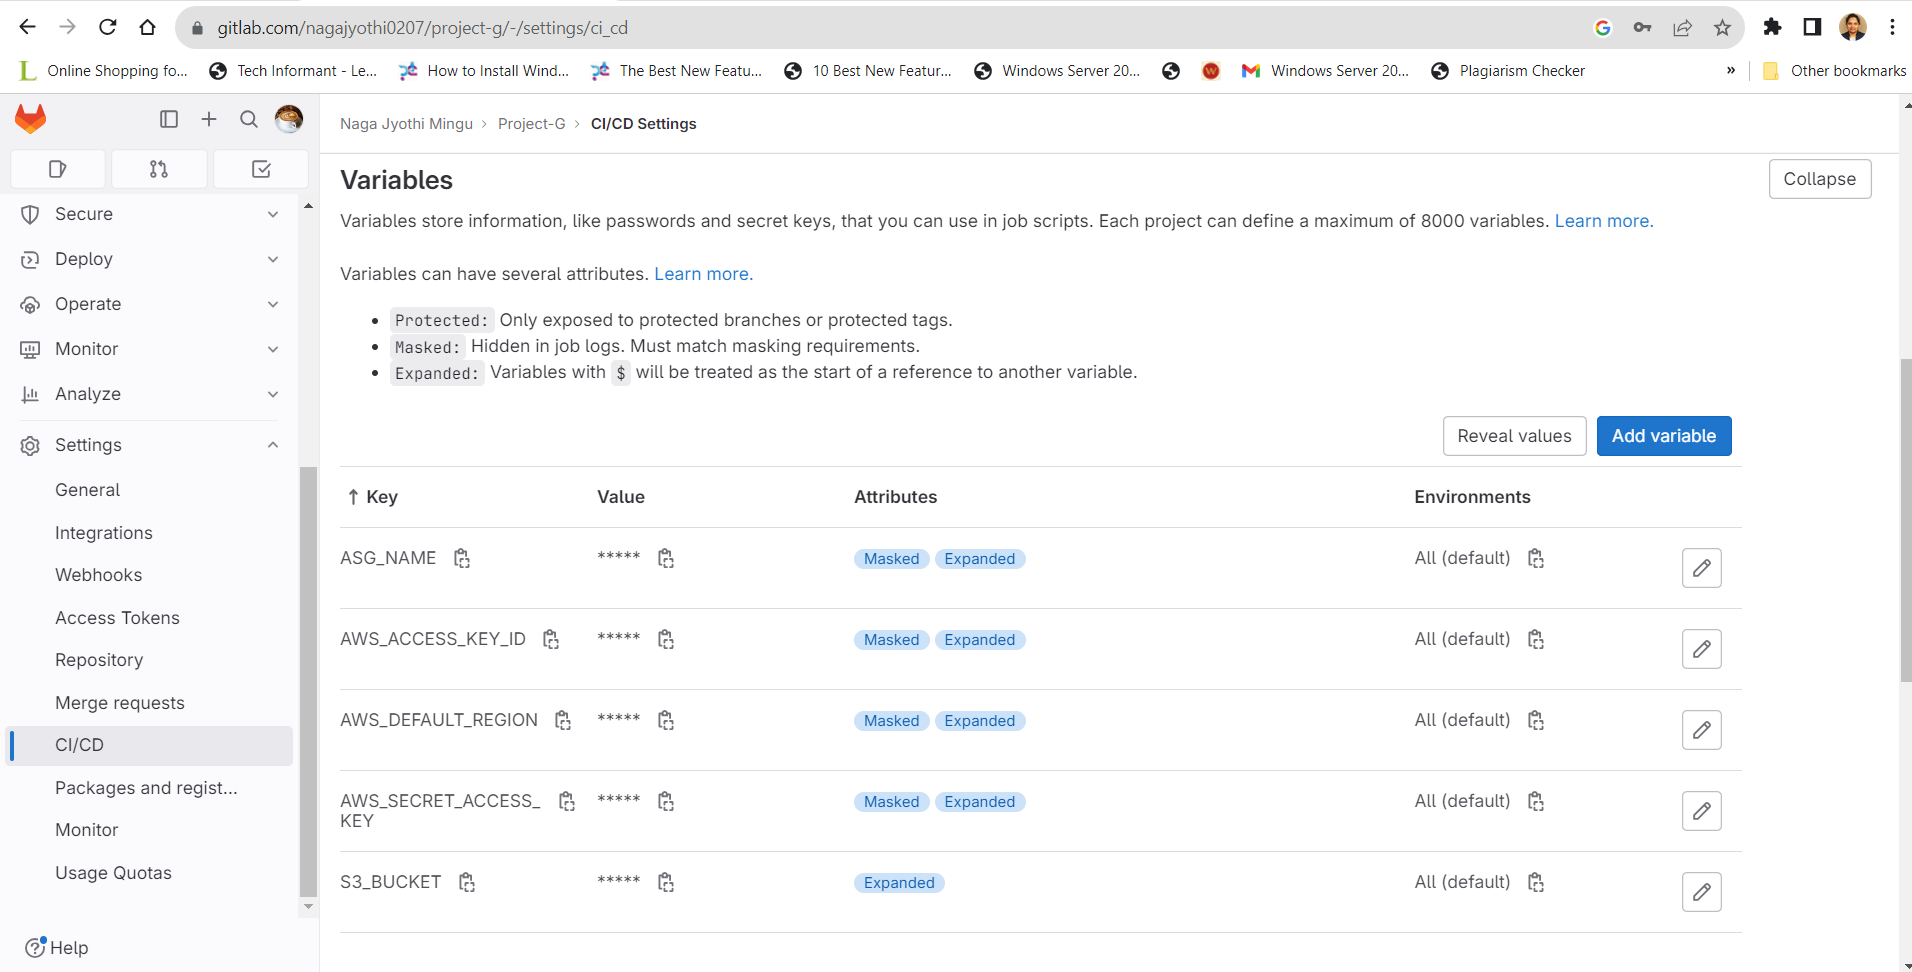 gitlab.com/nagajyothi0207/project-g/-/settings/ci_cd
Online Shopping fo... Tech Informant - Le... How to Install Wind... The Best New Featu... 10 Best New Featur... Windows Server 20... W Windows Server 20... Plagiarism Checker » Other bookmarks
Naga Jyothi Mingu › Project-G › CI/CD Settings
Secure
Deploy
Operate
Monitor
Analyze
Settings
General
Integrations
Webhooks
Access Tokens
Repository
Merge requests
CI/CD
Packages and regist...
Monitor
Usage Quotas
Help
Variables
Collapse
Variables store information, like passwords and secret keys, that you can use in job scripts. Each project can define a maximum of 8000 variables. Learn more.
Variables can have several attributes. Learn more.
• Protected: Only exposed to protected branches or protected tags.
• Masked: Hidden in job logs. Must match masking requirements.
• Expanded: Variables with $ will be treated as the start of a reference to another variable.
Reveal values Add variable
↑ Key Value Attributes Environments
ASG_NAME ***** Masked Expanded All (default)
AWS_ACCESS_KEY_ID ***** Masked Expanded All (default)
AWS_DEFAULT_REGION ***** Masked Expanded All (default)
AWS_SECRET_ACCESS_ ***** Masked Expanded All (default)
KEY
S3_BUCKET ***** Expanded All (default)